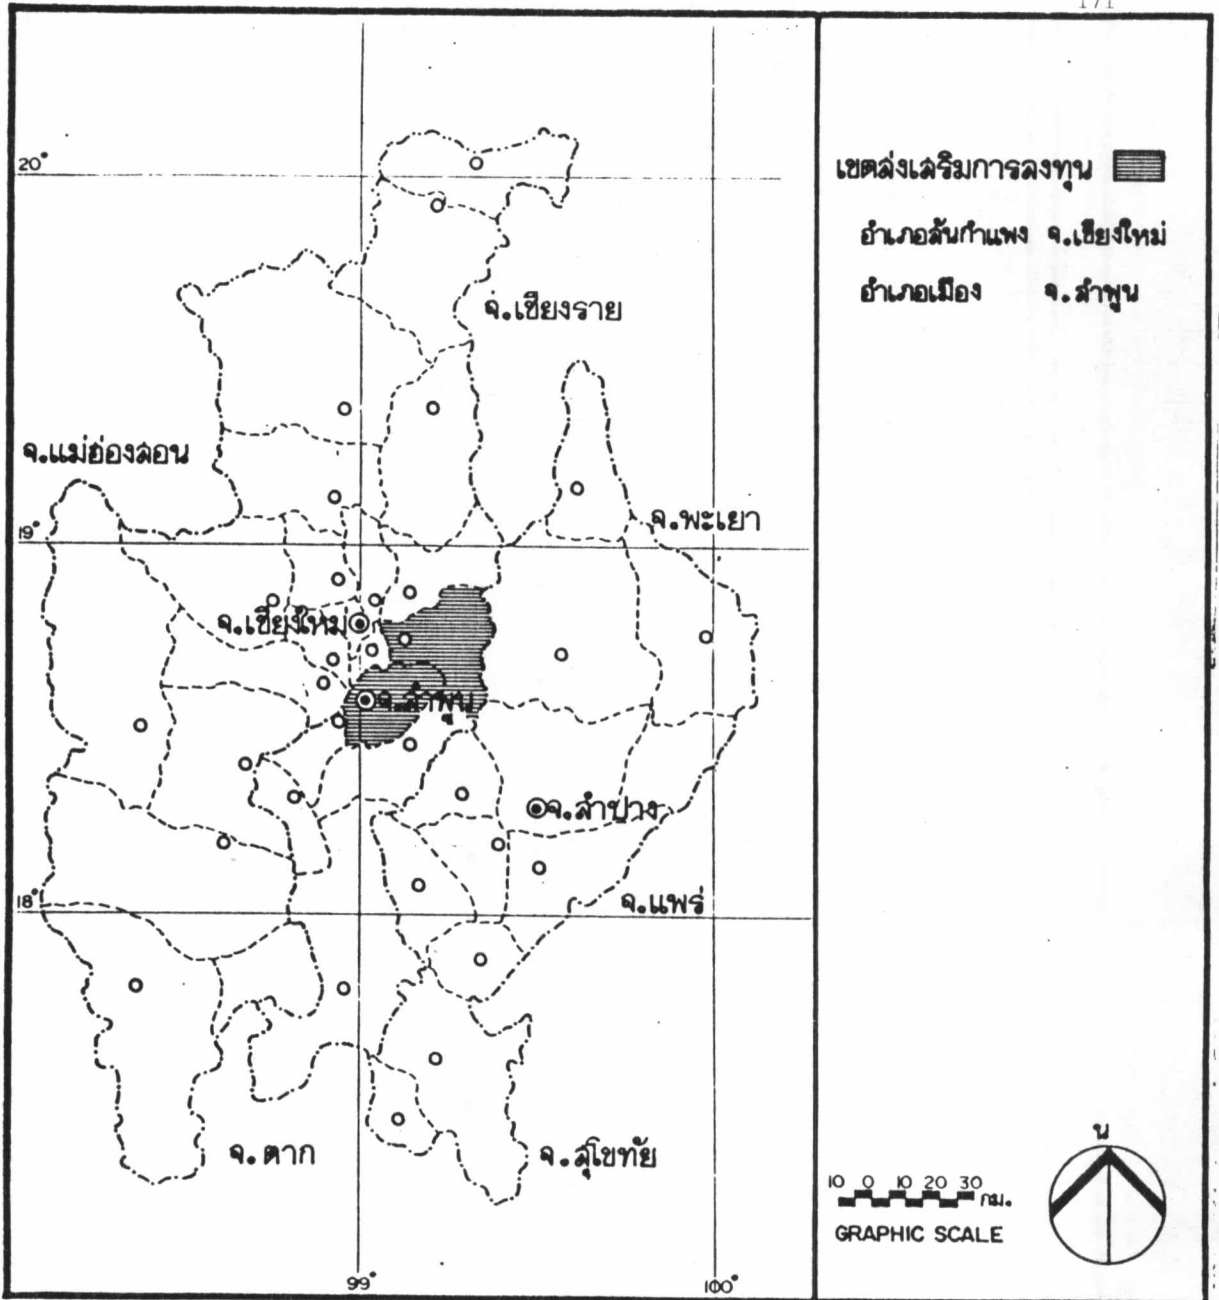 171
20°
เขตส่งเสริมการลงทุน
อำเภอสันกำแพง จ.เชียงใหม่
อำเภอเมือง จ.ลำพูน
จ.เชียงราย
จ.แม่ฮ่องสอน
จ.พะเยา
19°
จ.เชียงใหม่
จ.ลำพูน
จ.ลำปาง
จ.แพร่
18°
จ.ตาก
จ.สุโขทัย
น
10 0 10 20 30 กม.
GRAPHIC SCALE
99°
100°